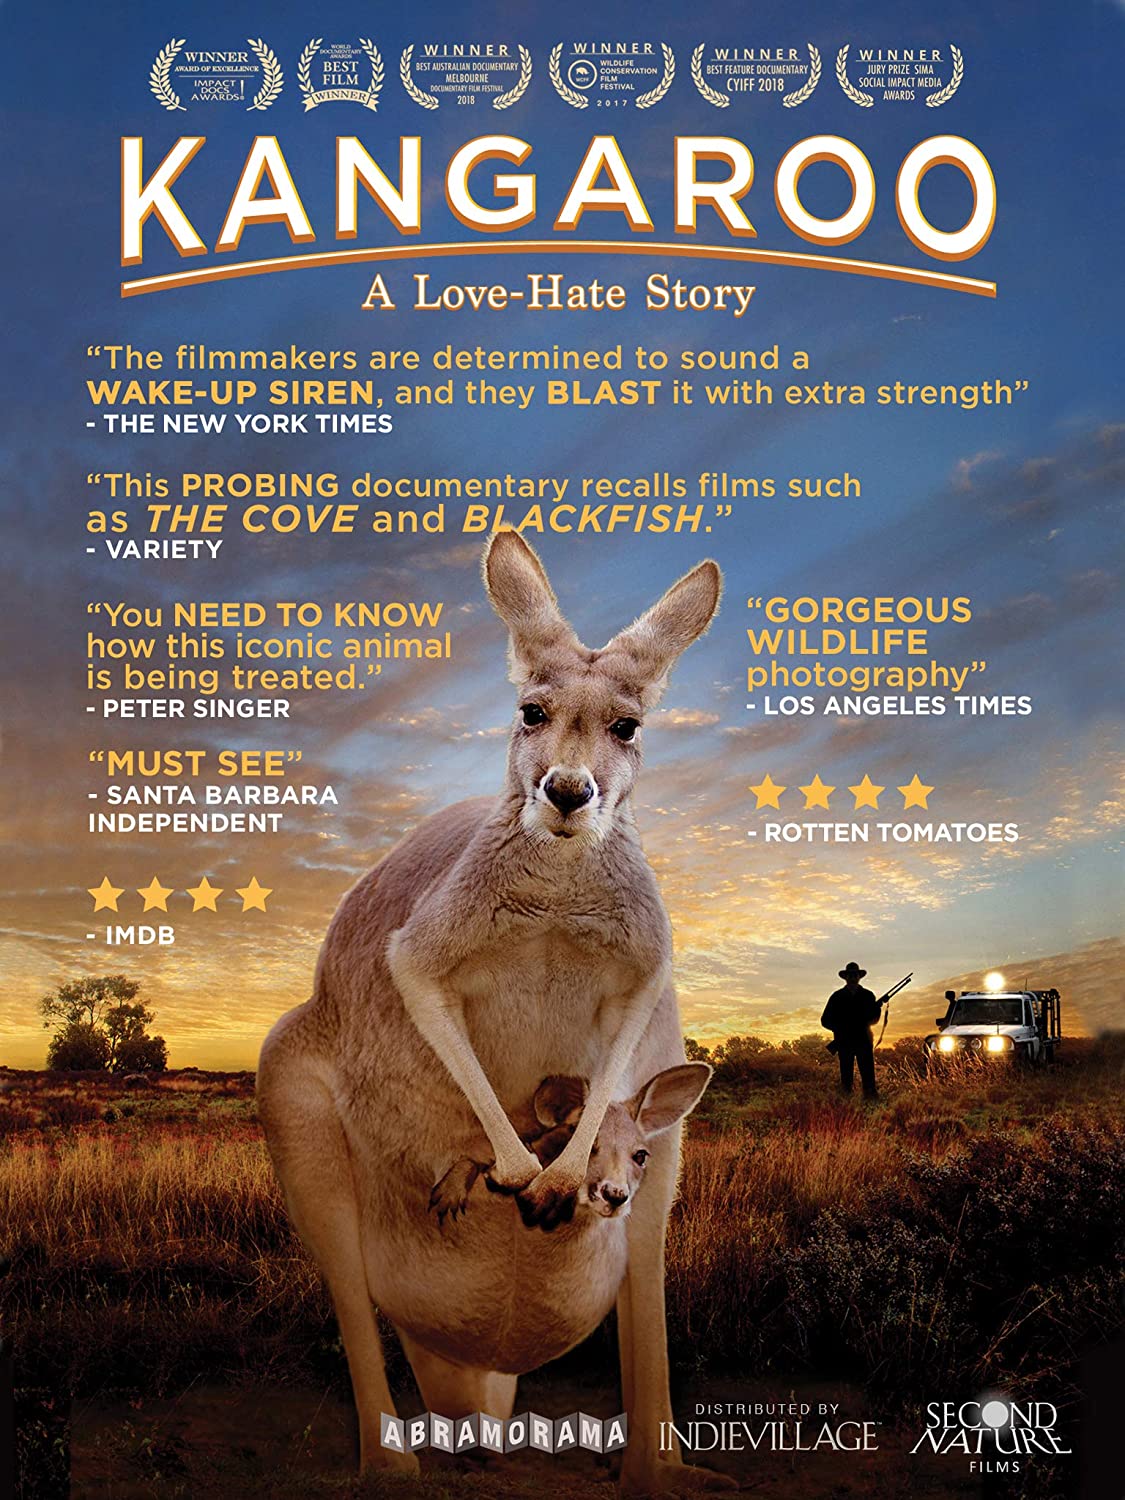 WINNER
AWARD OF EXCELLENCE
IMPACT
DOCS
AWARDS!
WORLD
DOCUMENTARY
AWARDS
BEST
FILM
WINNER
WINNER
BEST AUSTRALIAN DOCUMENTARY
MELBOURNE
DOCUMENTARY FILM FESTIVAL
2018
WINNER
WCFF
WILDLIFE
CONSERVATION
FILM
FESTIVAL
2017
WINNER
BEST FEATURE DOCUMENTARY
CYIFF 2018
WINNER
JURY PRIZE SIMA
SOCIAL IMPACT MEDIA
AWARDS
KANGAROO
A Love-Hate Story
“The filmmakers are determined to sound a
WAKE-UP SIREN, and they BLAST it with extra strength”
- THE NEW YORK TIMES
“This PROBING documentary recalls films such
as THE COVE and BLACKFISH.”
- VARIETY
“You NEED TO KNOW
how this iconic animal
is being treated.”
- PETER SINGER
“GORGEOUS
WILDLIFE
photography”
- LOS ANGELES TIMES
“MUST SEE”
- SANTA BARBARA
INDEPENDENT
- ROTTEN TOMATOES
- IMDB
ABRAMORAMA
DISTRIBUTED BY
INDIEVILLAGE™
SECOND
NATURE
FILMS